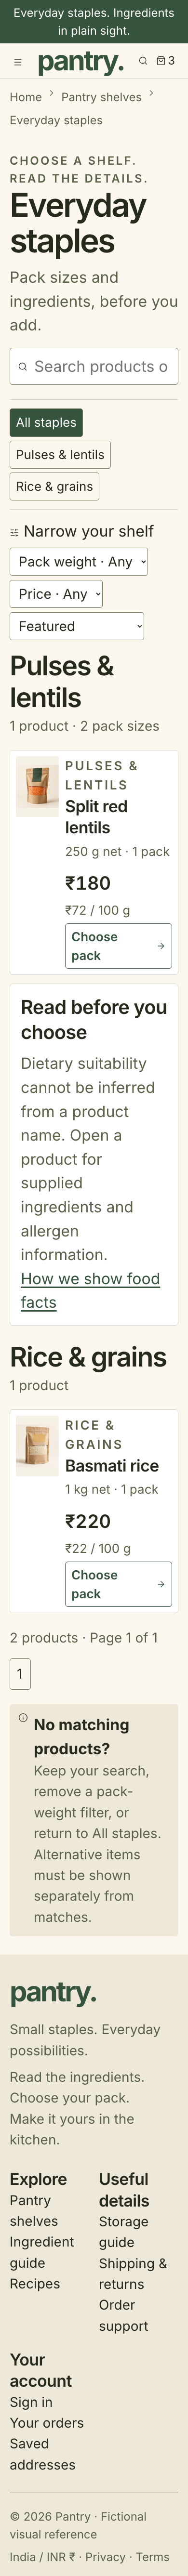 Everyday staples. Ingredients
in plain sight.
pantry.
3
Home > Pantry shelves >
Everyday staples
CHOOSE A SHELF.
READ THE DETAILS.
Everyday
staples
Pack sizes and
ingredients, before you
add.
Search products o
All staples
Pulses & lentils
Rice & grains
Narrow your shelf
Pack weight · Any
Price · Any
Featured
Pulses &
lentils
1 product · 2 pack sizes
PULSES &
LENTILS
Split red
lentils
250 g net · 1 pack
₹180
₹72 / 100 g
Choose
pack
Read before you
choose
Dietary suitability
cannot be inferred
from a product
name. Open a
product for
supplied
ingredients and
allergen
information.
How we show food
facts
Rice & grains
1 product
RICE &
GRAINS
Basmati rice
1 kg net · 1 pack
₹220
₹22 / 100 g
Choose
pack
2 products · Page 1 of 1
1
No matching
products?
Keep your search,
remove a pack-
weight filter, or
return to All staples.
Alternative items
must be shown
separately from
matches.
pantry.
Small staples. Everyday
possibilities.
Read the ingredients.
Choose your pack.
Make it yours in the
kitchen.
Explore
Pantry
shelves
Ingredient
guide
Recipes
Useful
details
Storage
guide
Shipping &
returns
Order
support
Your
account
Sign in
Your orders
Saved
addresses
© 2026 Pantry · Fictional
visual reference
India / INR ₹ · Privacy · Terms